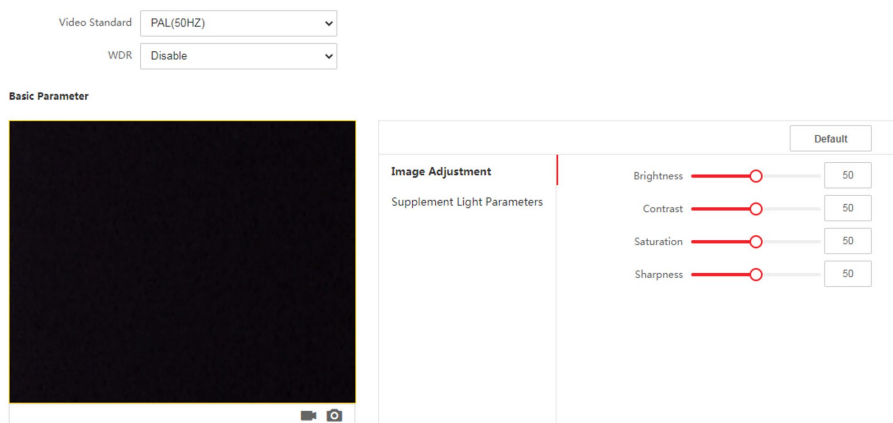 Video Standard PAL(50HZ)
WDR Disable
Basic Parameter
Default
Image Adjustment
Supplement Light Parameters
Brightness 50
Contrast 50
Saturation 50
Sharpness 50